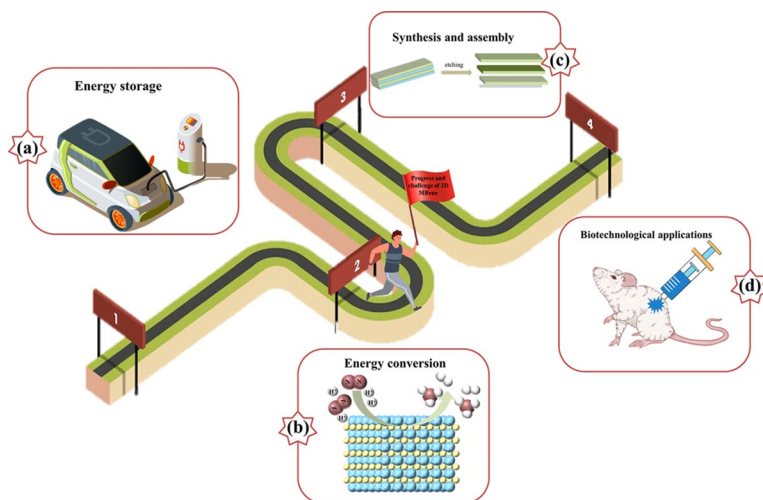 Synthesis and assembly
etching
(c)
Energy storage
(a)
3
4
Progress and
challenge of 2D
MBene
Biotechnological applications
(d)
2
1
Energy conversion
N N
H⁺
H⁺
H⁺
H⁺
(b)